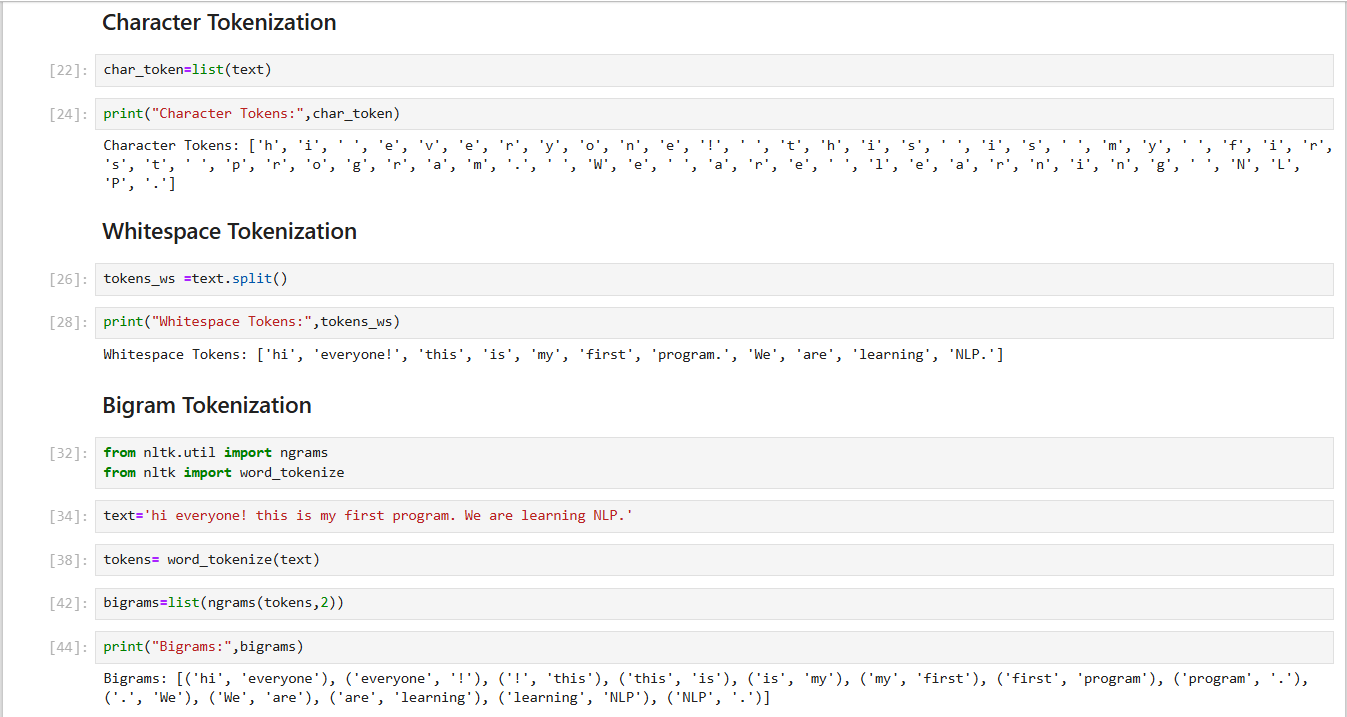 Character Tokenization
[22]: char_token=list(text)
[24]: print("Character Tokens:",char_token)
Character Tokens: ['h', 'i', ' ', 'e', 'v', 'e', 'r', 'y', 'o', 'n', 'e', '!', ' ', 't', 'h', 'i', 's', ' ', 'i', 's', ' ', 'm', 'y', ' ', 'f', 'i', 'r',
's', 't', ' ', 'p', 'r', 'o', 'g', 'r', 'a', 'm', '.', ' ', 'W', 'e', ' ', 'a', 'r', 'e', ' ', 'l', 'e', 'a', 'r', 'n', 'i', 'n', 'g', ' ', 'N', 'L',
'P', '.']
Whitespace Tokenization
[26]: tokens_ws =text.split()
[28]: print("Whitespace Tokens:",tokens_ws)
Whitespace Tokens: ['hi', 'everyone!', 'this', 'is', 'my', 'first', 'program.', 'We', 'are', 'learning', 'NLP.']
Bigram Tokenization
[32]: from nltk.util import ngrams
from nltk import word_tokenize
[34]: text='hi everyone! this is my first program. We are learning NLP.'
[38]: tokens= word_tokenize(text)
[42]: bigrams=list(ngrams(tokens,2))
[44]: print("Bigrams:",bigrams)
Bigrams: [('hi', 'everyone'), ('everyone', '!'), ('!', 'this'), ('this', 'is'), ('is', 'my'), ('my', 'first'), ('first', 'program'), ('program', '.'),
('.', 'We'), ('We', 'are'), ('are', 'learning'), ('learning', 'NLP'), ('NLP', '.')]